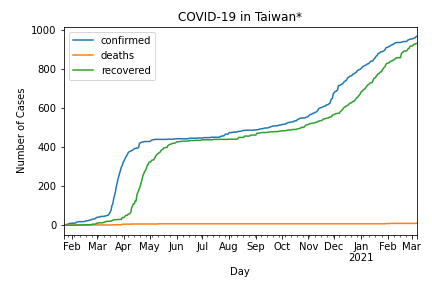 COVID-19 in Taiwan*
confirmed
deaths
recovered
Number of Cases
1000
800
600
400
200
0
Feb Mar Apr May Jun Jul Aug Sep Oct Nov Dec Jan Feb Mar
2021
Day